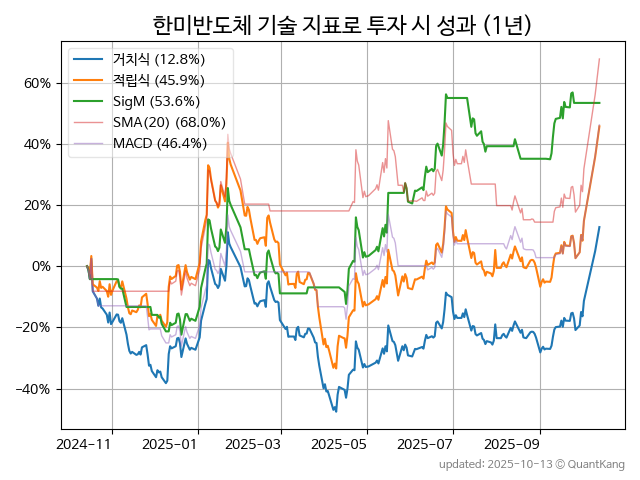 한미반도체 기술 지표로 투자 시 성과 (1년)
거치식 (12.8%)
적립식 (45.9%)
SigM (53.6%)
SMA(20) (68.0%)
MACD (46.4%)
60%
40%
20%
0%
−20%
−40%
2024-11 2025-01 2025-03 2025-05 2025-07 2025-09
updated: 2025-10-13 © QuantKang